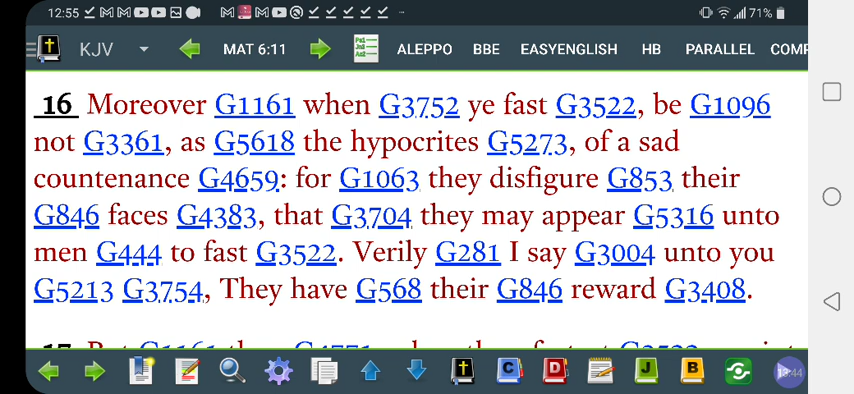 12:55 71%
KJV MAT 6:11 ALEPPO BBE EASYENGLISH HB PARALLEL
16 Moreover G1161 when G3752 ye fast G3522, be G1096
not G3361, as G5618 the hypocrites G5273, of a sad
countenance G4659: for G1063 they disfigure G853 their
G846 faces G4383, that G3704 they may appear G5316 unto
men G444 to fast G3522. Verily G281 I say G3004 unto you
G5213 G3754, They have G568 their G846 reward G3408.
C D J B